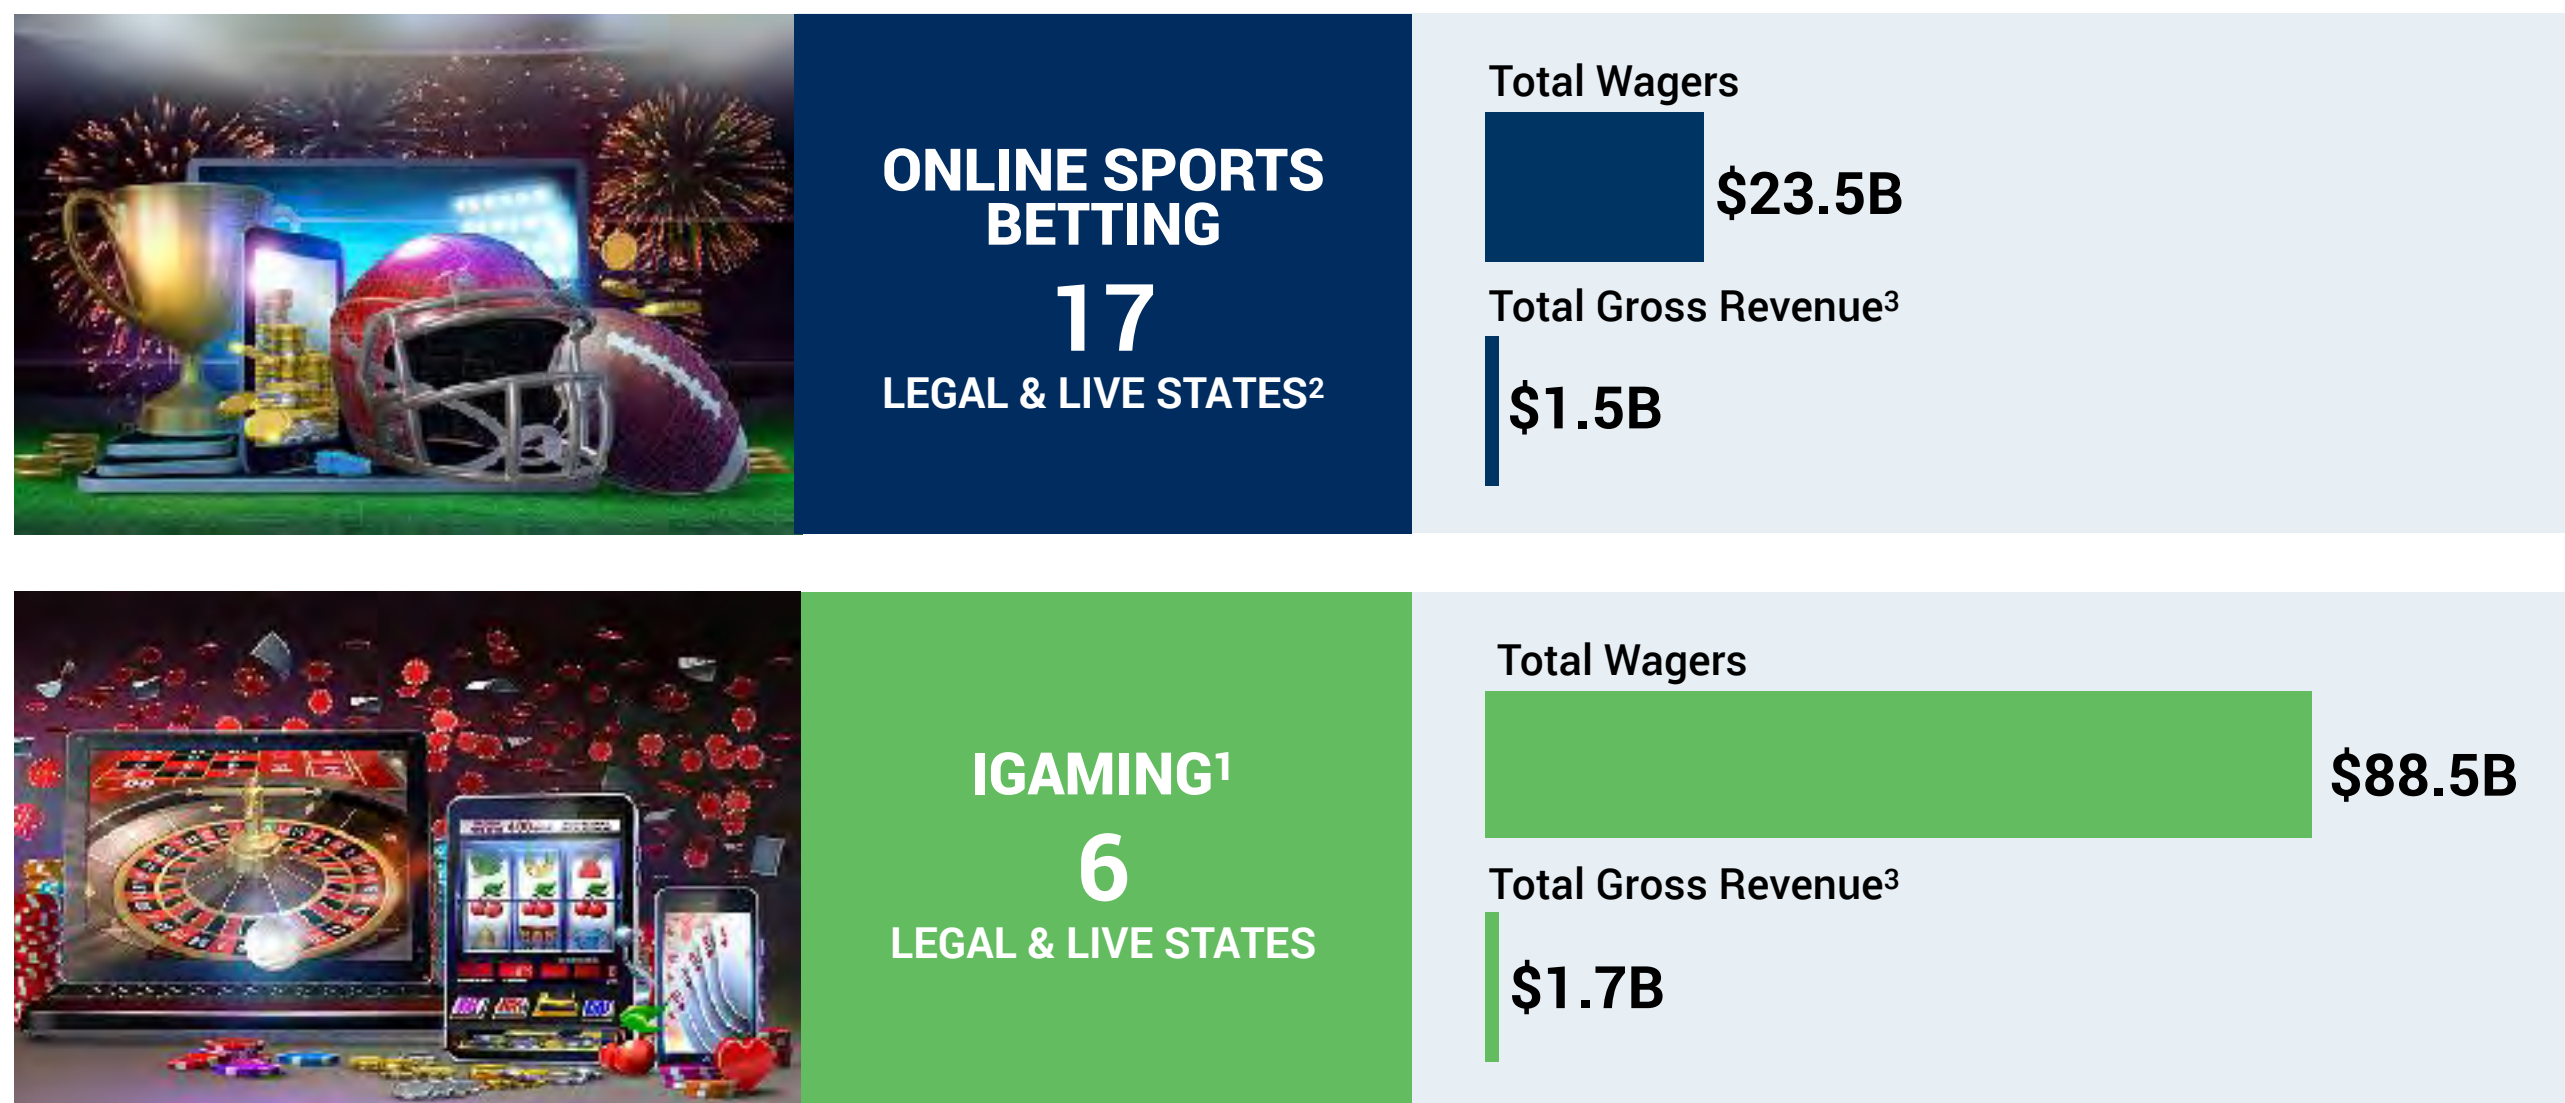 ONLINE SPORTS
BETTING
17
LEGAL & LIVE STATES²
Total Wagers
$23.5B
Total Gross Revenue³
$1.5B
IGAMING¹
6
LEGAL & LIVE STATES
Total Wagers
$88.5B
Total Gross Revenue³
$1.7B